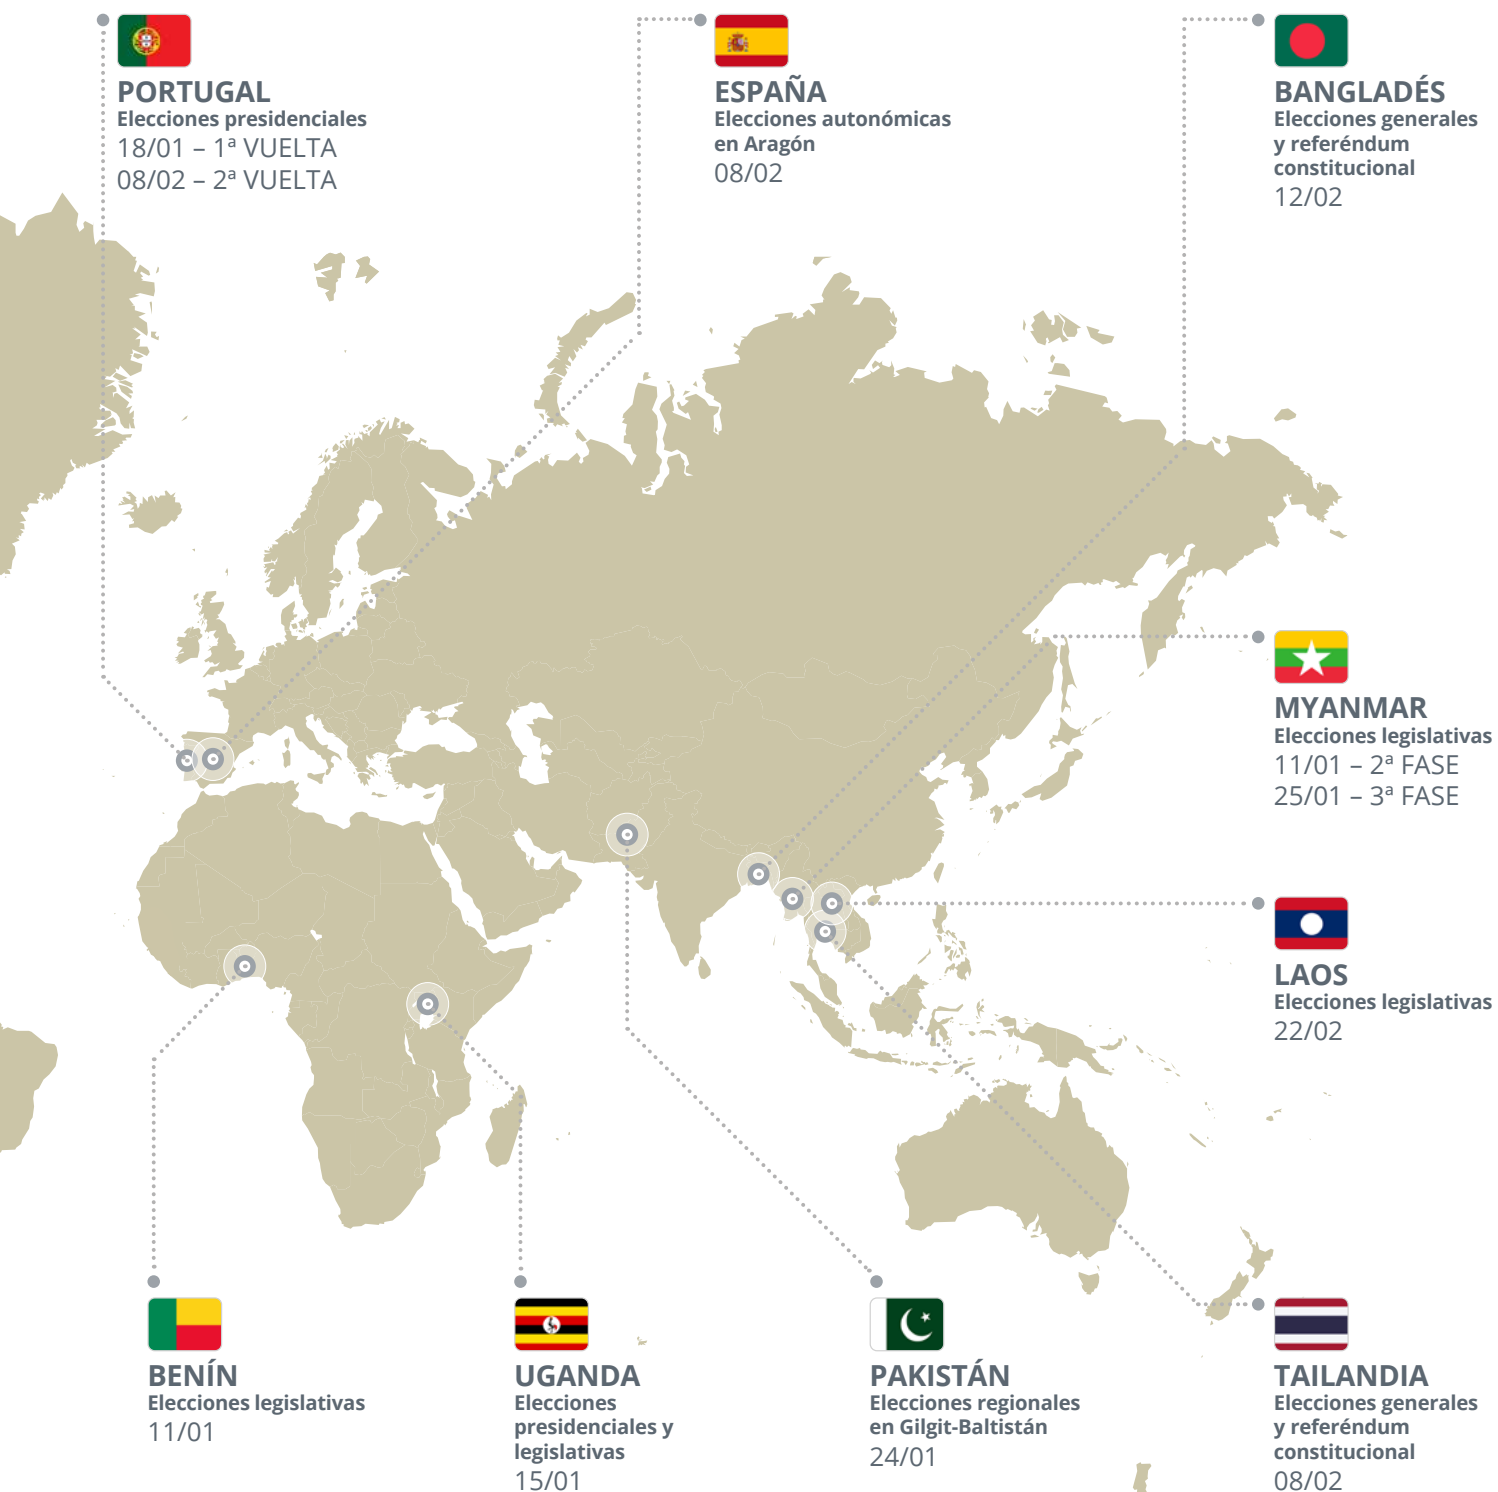 PORTUGAL
Elecciones presidenciales
18/01 – 1ª VUELTA
08/02 – 2ª VUELTA
ESPAÑA
Elecciones autonómicas
en Aragón
08/02
BANGLADÉS
Elecciones generales
y referéndum
constitucional
12/02
MYANMAR
Elecciones legislativas
11/01 – 2ª FASE
25/01 – 3ª FASE
LAOS
Elecciones legislativas
22/02
BENÍN
Elecciones legislativas
11/01
UGANDA
Elecciones
presidenciales y
legislativas
15/01
PAKISTÁN
Elecciones regionales
en Gilgit-Baltistán
24/01
TAILANDIA
Elecciones generales
y referéndum
constitucional
08/02